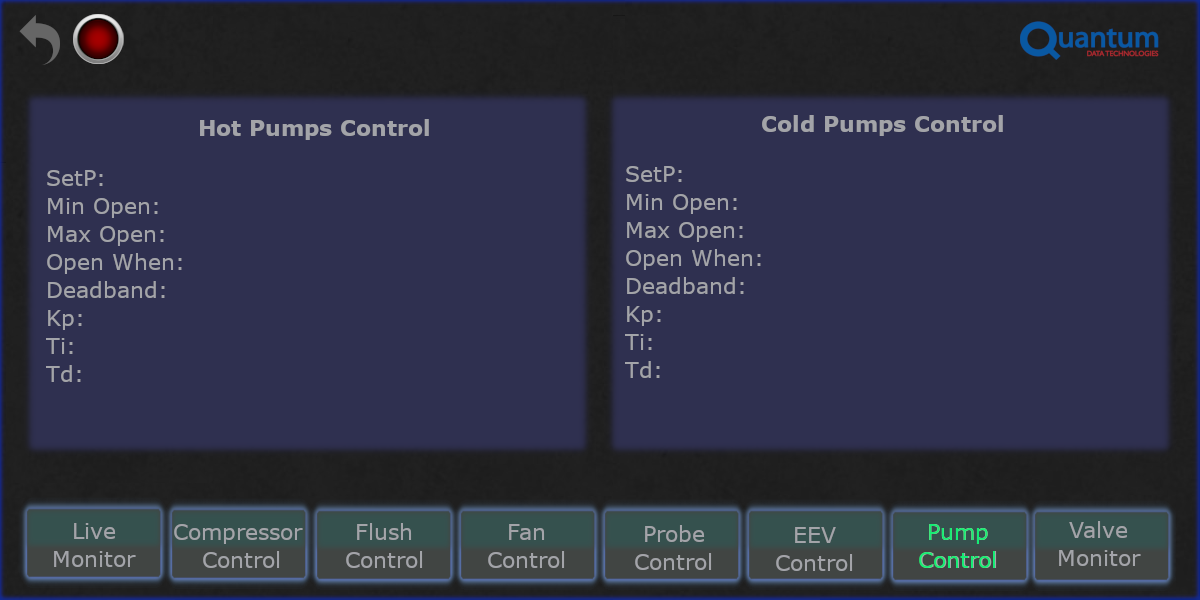 Quantum
DATA TECHNOLOGIES
Hot Pumps Control
SetP:
Min Open:
Max Open:
Open When:
Deadband:
Kp:
Ti:
Td:
Cold Pumps Control
SetP:
Min Open:
Max Open:
Open When:
Deadband:
Kp:
Ti:
Td:
Live
Monitor
Compressor
Control
Flush
Control
Fan
Control
Probe
Control
EEV
Control
Pump
Control
Valve
Monitor